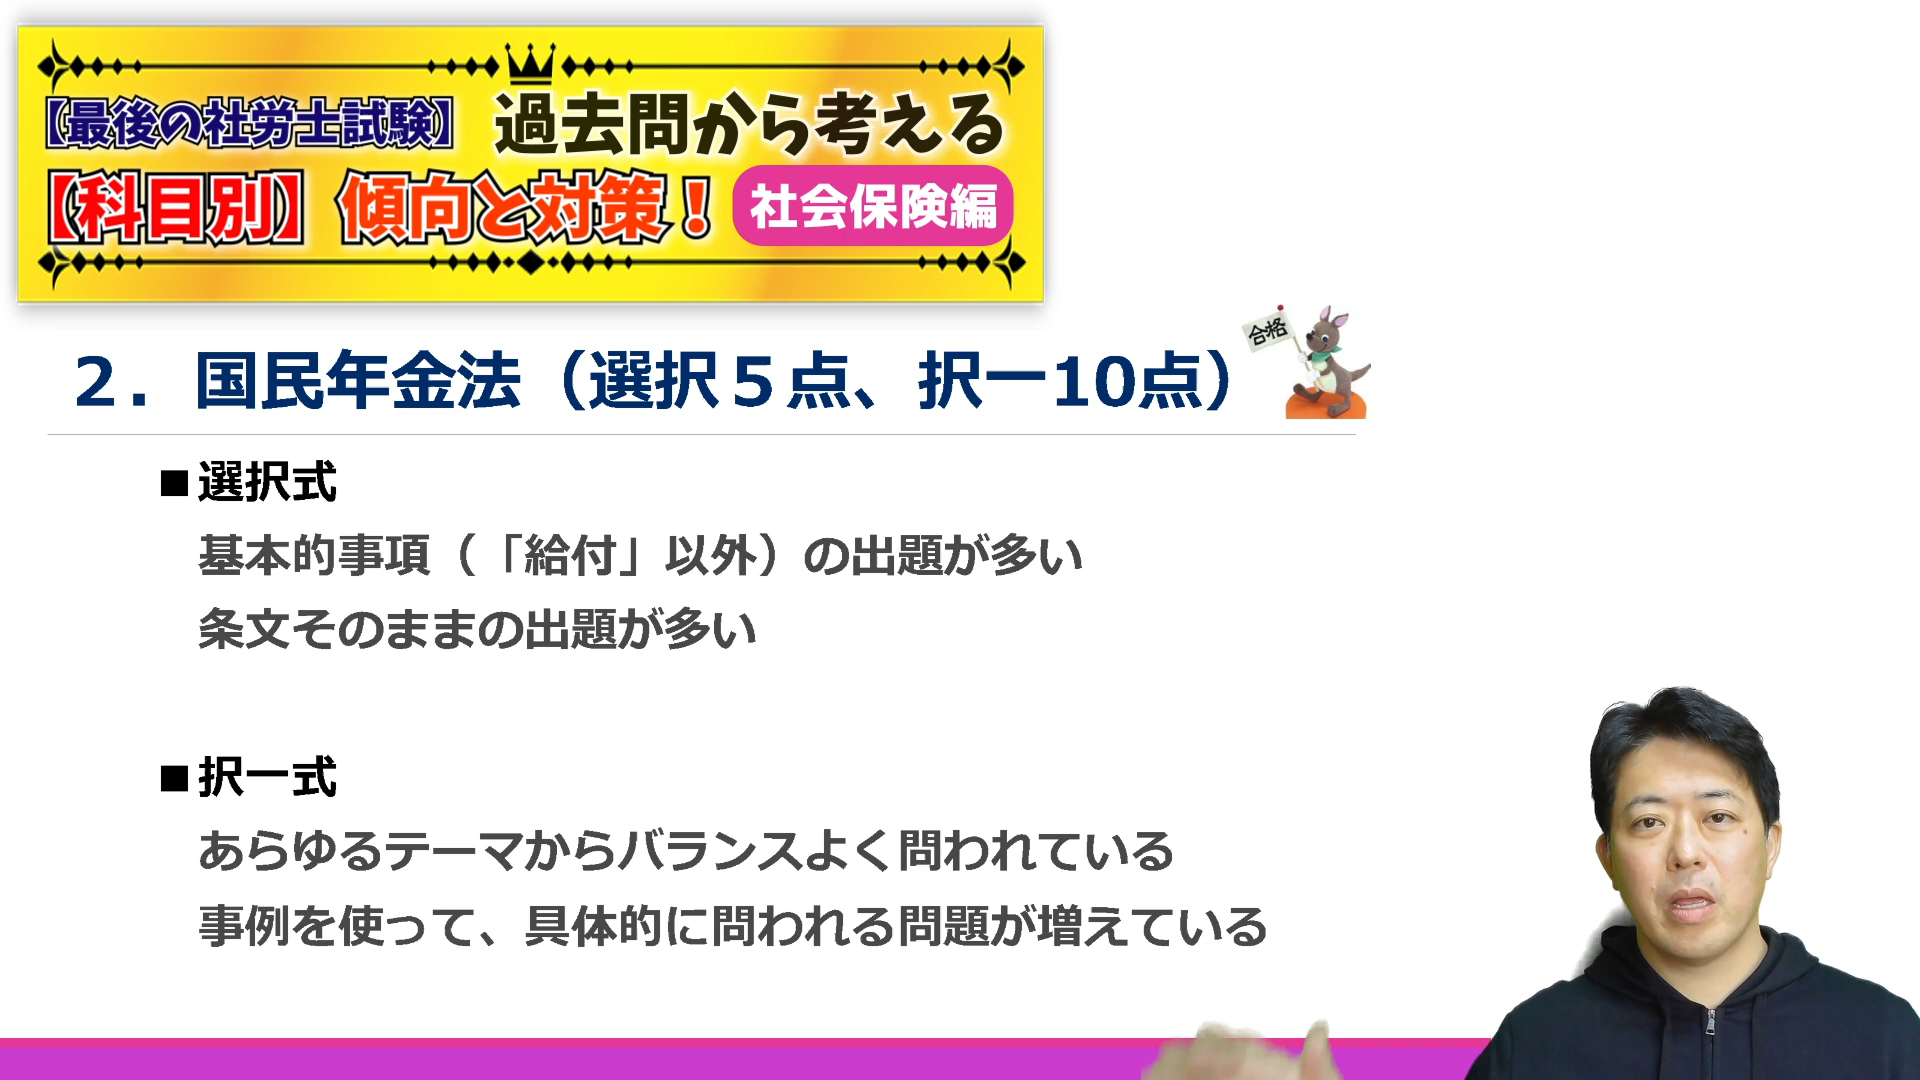 【最後の社労士試験】 過去問から考える
【科目別】傾向と対策！ 社会保険編
合格
２．国民年金法（選択５点、択一10点）
■選択式
基本的事項（「給付」以外）の出題が多い
条文そのままの出題が多い
■択一式
あらゆるテーマからバランスよく問われている
事例を使って、具体的に問われる問題が増えている